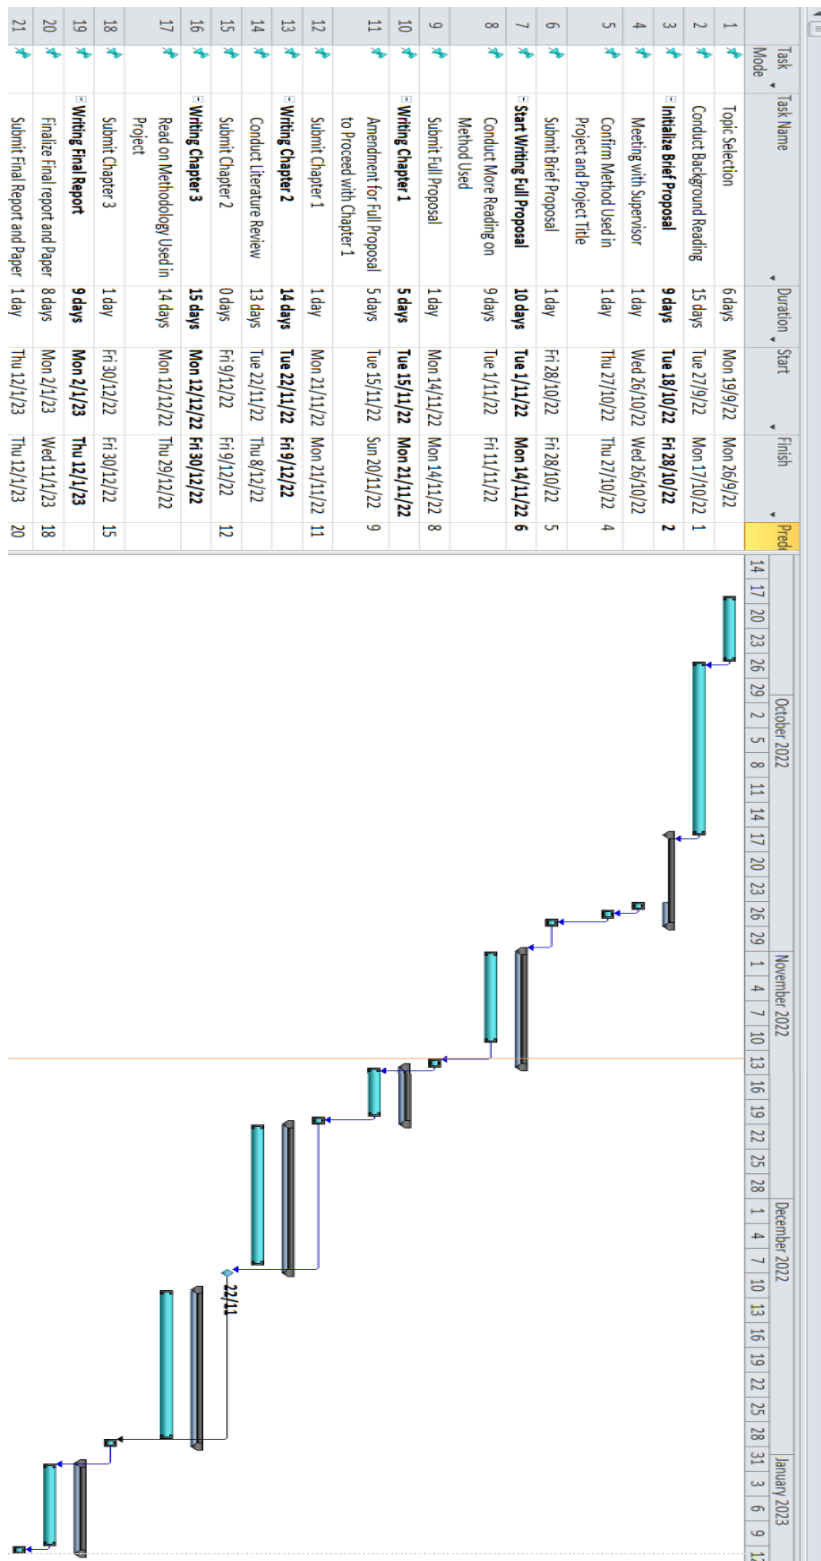 Task Mode Task Name Duration Start Finish Prede
1 Topic Selection 6 days Mon 19/9/22 Mon 26/9/22
2 Conduct Background Reading 15 days Tue 27/9/22 Mon 17/10/22 1
3 Initialize Brief Proposal 9 days Tue 18/10/22 Fri 28/10/22 2
4 Meeting with Supervisor 1 day Wed 26/10/22 Wed 26/10/22
5 Confirm Method Used in 1 day Thu 27/10/22 Thu 27/10/22 4
Project and Project Title
6 Submit Brief Proposal 1 day Fri 28/10/22 Fri 28/10/22 5
7 Start Writing Full Proposal 10 days Tue 1/11/22 Mon 14/11/22 6
8 Conduct More Reading on 9 days Tue 1/11/22 Fri 11/11/22
Method Used
9 Submit Full Proposal 1 day Mon 14/11/22 Mon 14/11/22 8
10 Writing Chapter 1 5 days Tue 15/11/22 Mon 21/11/22
11 Amendment for Full Proposal 5 days Tue 15/11/22 Sun 20/11/22 9
to Proceed with Chapter 1
12 Submit Chapter 1 1 day Mon 21/11/22 Mon 21/11/22 11
13 Writing Chapter 2 14 days Tue 22/11/22 Fri 9/12/22
14 Conduct Literature Review 13 days Tue 22/11/22 Thu 8/12/22
15 Submit Chapter 2 0 days Fri 9/12/22 Fri 9/12/22 12
16 Writing Chapter 3 15 days Mon 12/12/22 Fri 30/12/22
17 Read on Methodology Used in 14 days Mon 12/12/22 Thu 29/12/22
Project
18 Submit Chapter 3 1 day Fri 30/12/22 Fri 30/12/22 15
19 Writing Final Report 9 days Mon 2/1/23 Thu 12/1/23
20 Finalize Final report and Paper 8 days Mon 2/1/23 Wed 11/1/23 18
21 Submit Final Report and Paper 1 day Thu 12/1/23 Thu 12/1/23 20
October 2022 November 2022 December 2022 January 2023
14 17 20 23 26 29 2 5 8 11 14 17 20 23 26 29 1 4 7 10 13 16 19 22 25 28 1 4 7 10 13 16 19 22 25 28 31 3 6 9 12
22/11